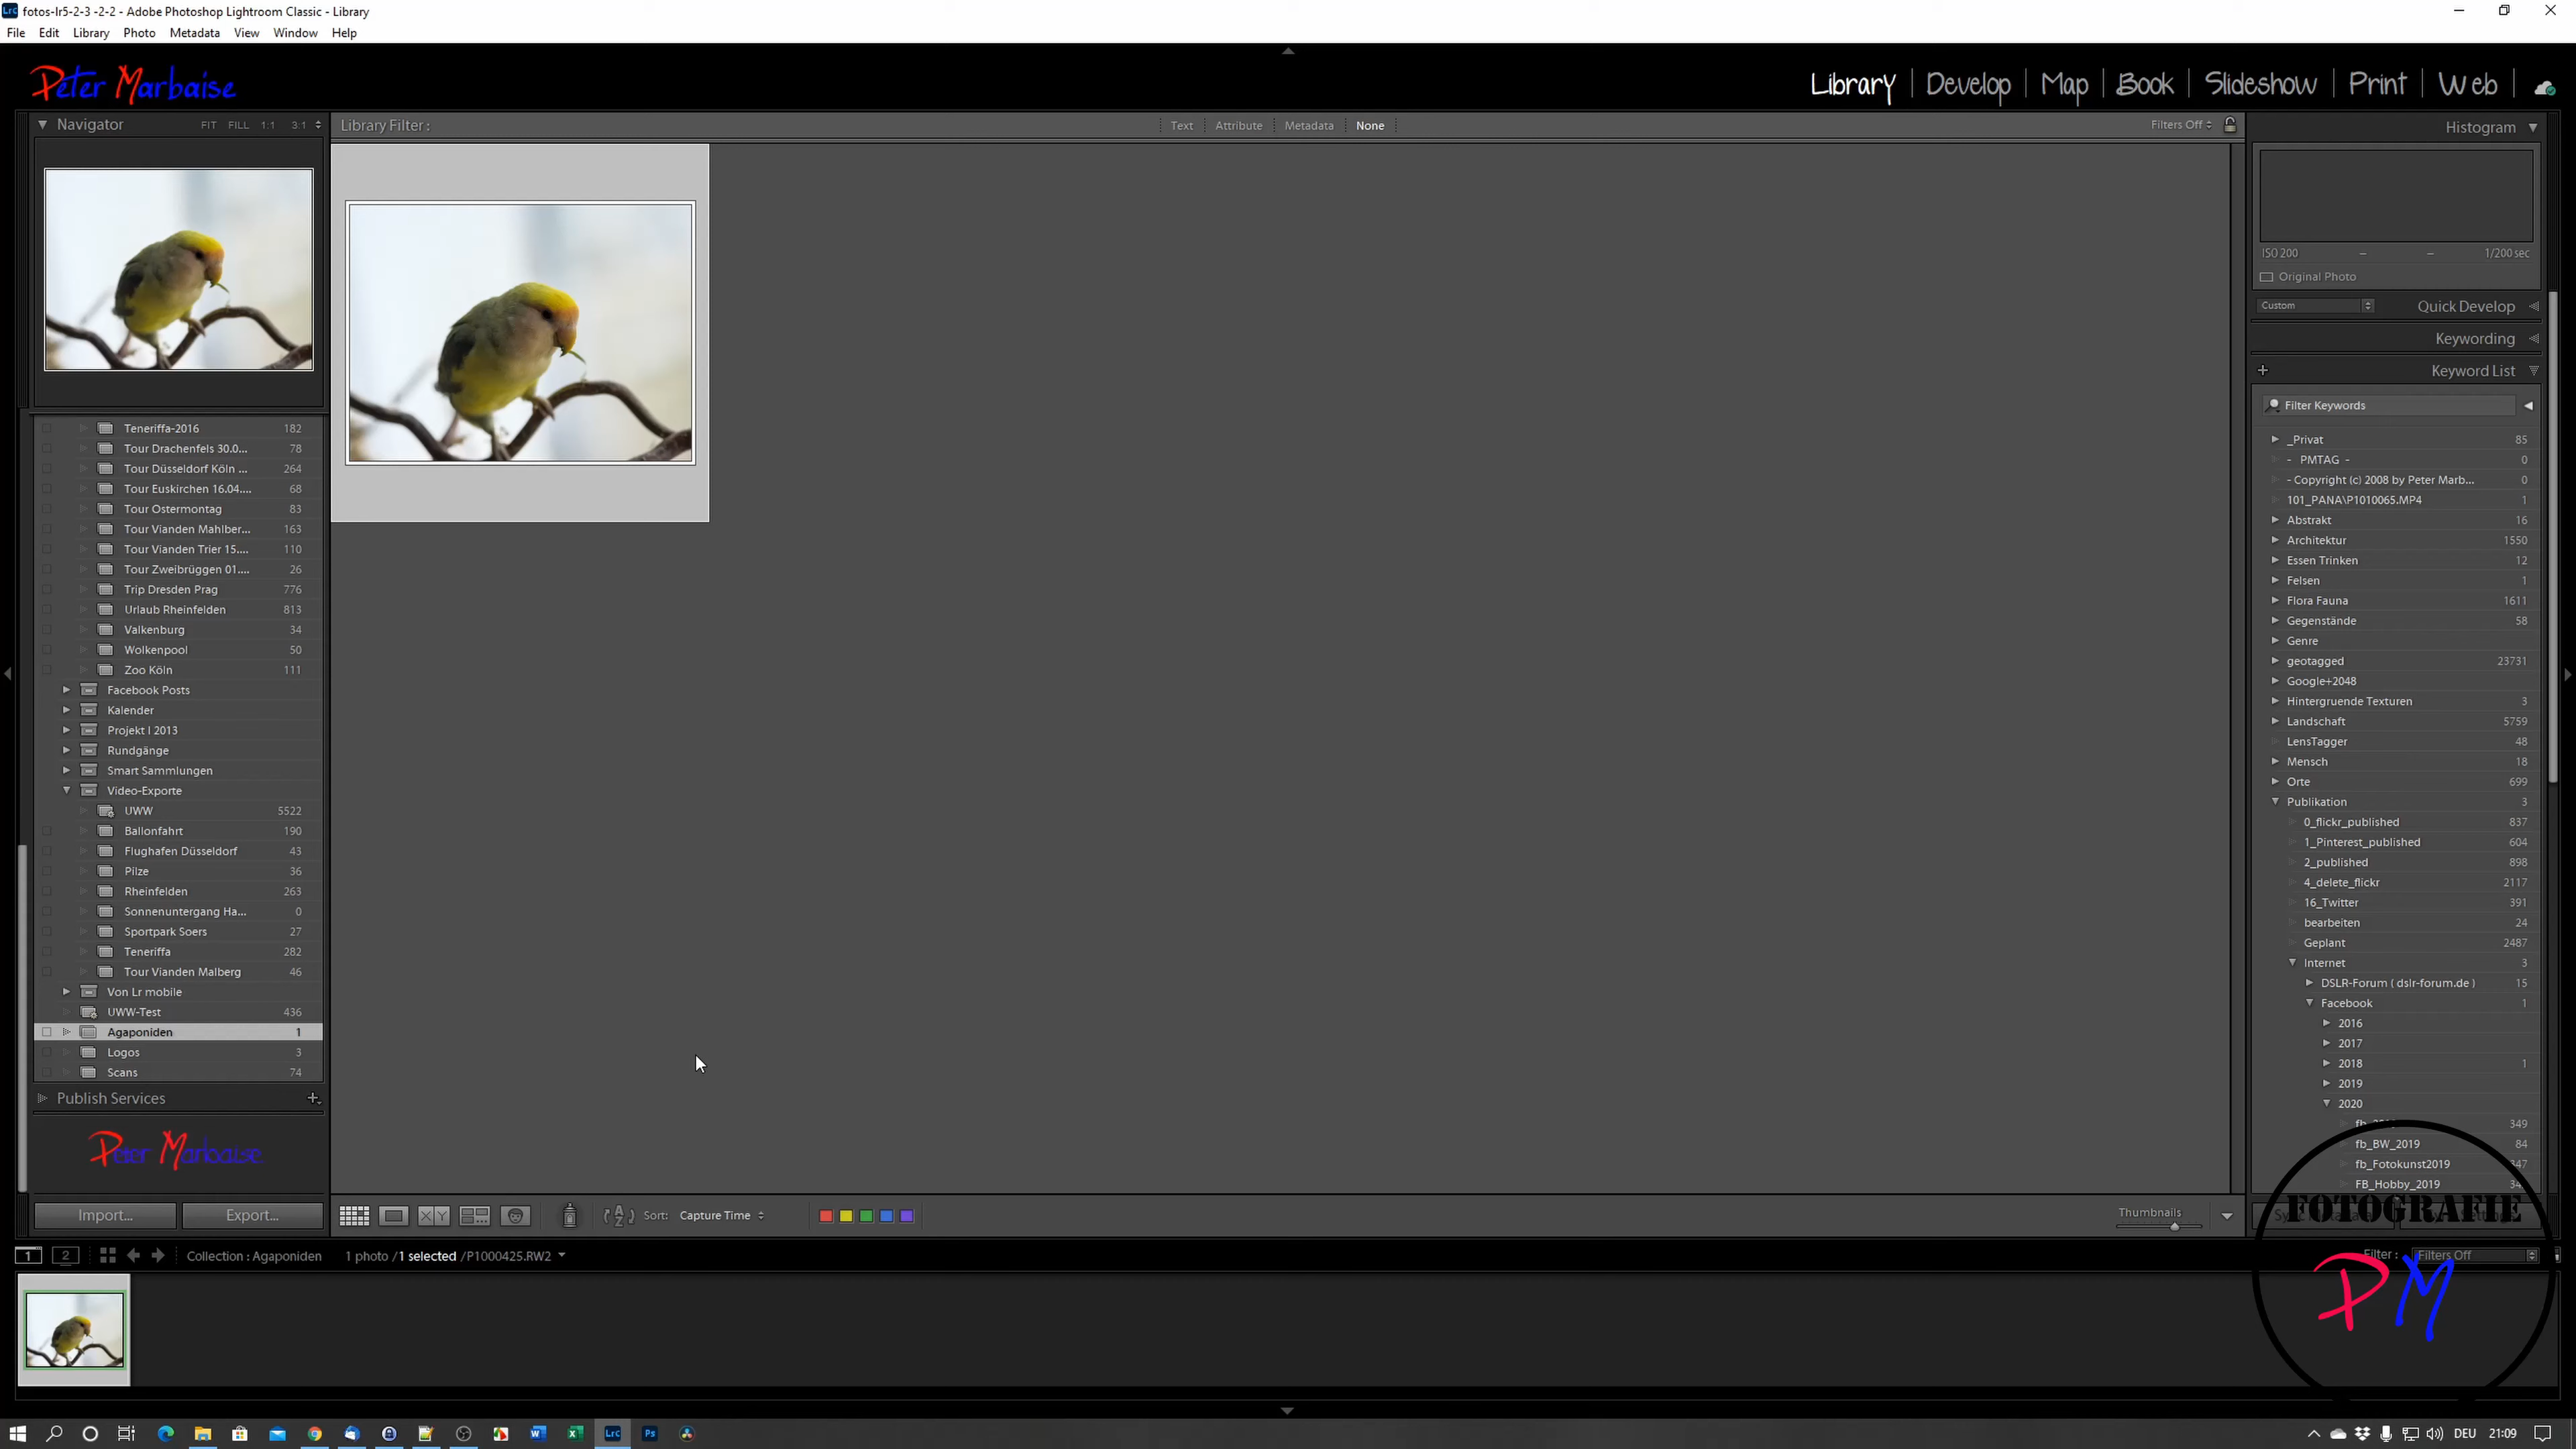 Lrc fotos-lr5-2-3 -2-2 - Adobe Photoshop Lightroom Classic - Library
File Edit Library Photo Metadata View Window Help
Peter Marbaise
Library Develop Map Book Slideshow Print Web
Navigator FIT FILL 1:1 3:1
Library Filter : Text Attribute Metadata None Filters Off
Histogram
ISO 200 – – 1/200 sec
Original Photo
Custom Quick Develop
Keywording
+ Keyword List
Filter Keywords
Teneriffa-2016 182
Tour Drachenfels 30.0... 78
Tour Düsseldorf Köln ... 264
Tour Euskirchen 16.04.... 68
Tour Ostermontag 83
Tour Vianden Mahlber... 163
Tour Vianden Trier 15.... 110
Tour Zweibrüggen 01.... 26
Trip Dresden Prag 776
Urlaub Rheinfelden 813
Valkenburg 34
Wolkenpool 50
Zoo Köln 111
Facebook Posts
Kalender
Projekt I 2013
Rundgänge
Smart Sammlungen
Video-Exporte
UWW 5522
Ballonfahrt 190
Flughafen Düsseldorf 43
Pilze 36
Rheinfelden 263
Sonnenuntergang Ha... 0
Sportpark Soers 27
Teneriffa 282
Tour Vianden Malberg 46
Von Lr mobile
UWW-Test 436
Agaponiden 1
Logos 3
Scans 74
Publish Services +
Peter Marbaise
Import... Export...
_Privat 85
- PMTAG - 0
- Copyright (c) 2008 by Peter Marb... 0
101_PANA\P1010065.MP4 1
Abstrakt 16
Architektur 1550
Essen Trinken 12
Felsen 1
Flora Fauna 1611
Gegenstände 58
Genre
geotagged 23731
Google+2048
Hintergruende Texturen 3
Landschaft 5759
LensTagger 48
Mensch 18
Orte 699
Publikation 3
0_flickr_published 837
1_Pinterest_published 604
2_published 898
4_delete_flickr 2117
16_Twitter 391
bearbeiten 24
Geplant 2487
Internet 3
DSLR-Forum ( dslr-forum.de ) 15
Facebook 1
2016
2017
2018 1
2019
2020
349
fb_BW_2019 84
fb_Fotokunst2019 347
FB_Hobby_2019
FOTOGRAFIE
PM
XY A Z Sort: Capture Time Thumbnails
1 2 Collection : Agaponiden 1 photo / 1 selected / P1000425.RW2 Filter : Filters Off
W X Lrc Ps DEU 21:09